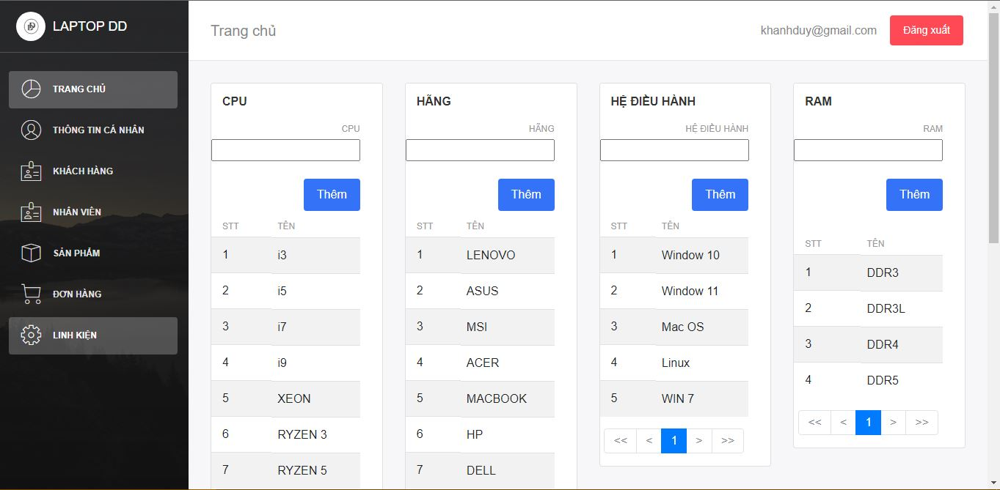 LAPTOP DD
TRANG CHỦ
THÔNG TIN CÁ NHÂN
KHÁCH HÀNG
NHÂN VIÊN
SẢN PHẨM
ĐƠN HÀNG
LINH KIỆN
Trang chủ
khanhduy@gmail.com
Đăng xuất
CPU
CPU
Thêm
STT TÊN
1 i3
2 i5
3 i7
4 i9
5 XEON
6 RYZEN 3
7 RYZEN 5
HÃNG
HÃNG
Thêm
STT TÊN
1 LENOVO
2 ASUS
3 MSI
4 ACER
5 MACBOOK
6 HP
7 DELL
HỆ ĐIỀU HÀNH
HỆ ĐIỀU HÀNH
Thêm
STT TÊN
1 Window 10
2 Window 11
3 Mac OS
4 Linux
5 WIN 7
<< < 1 > >>
RAM
RAM
Thêm
STT TÊN
1 DDR3
2 DDR3L
3 DDR4
4 DDR5
<< < 1 > >>